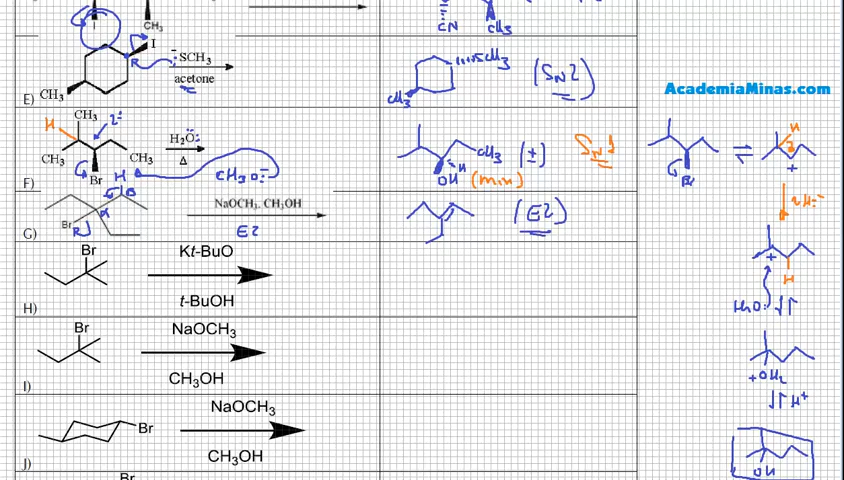 CH₃
CN CH₃
I
R
⁻:SCH₃
acetone
E) CH₃
''''SCH₃
CH₃
(SN2)
AcademiaMinas.com
CH₃
H
2º
H₂O:
Δ
CH₃ CH₃
Br
F)
CH₃O:⁻
CH₃ (±)
H
OH (min)
SN1
Br
⇌
H
+
H β
α
Br
R
G)
NaOCH₃, CH₃OH
E2
(E2)
~H:⁻
+
H
H₂O: ⇅
Br
Kt-BuO
t-BuOH
H)
Br
NaOCH₃
CH₃OH
I)
+OH₂
⇅ H⁺
Br
NaOCH₃
CH₃OH
J)
OH
Br